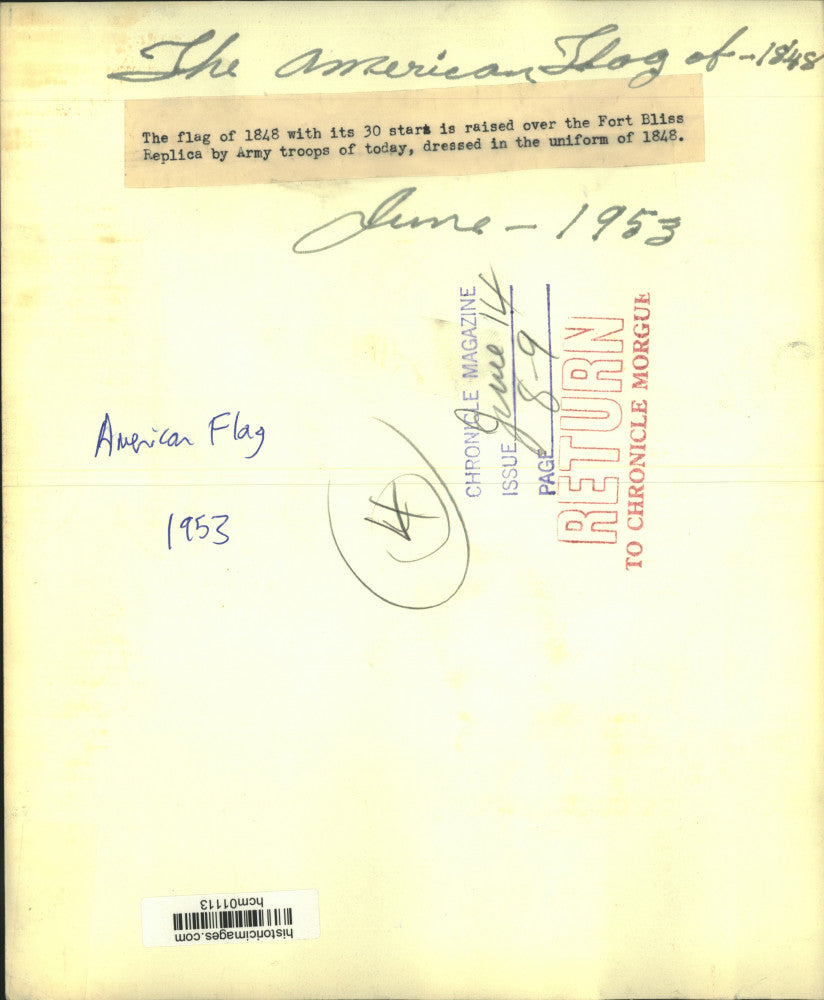 The American Flag of - 1848
The flag of 1848 with its 30 stars is raised over the Fort Bliss
Replica by Army troops of today, dressed in the uniform of 1848.
June - 1953
CHRONICLE MAGAZINE
ISSUE June 14
PAGE 8-9
RETURN
TO CHRONICLE MORGUE
American Flag
1953
4
historicimages.com
hcm01113